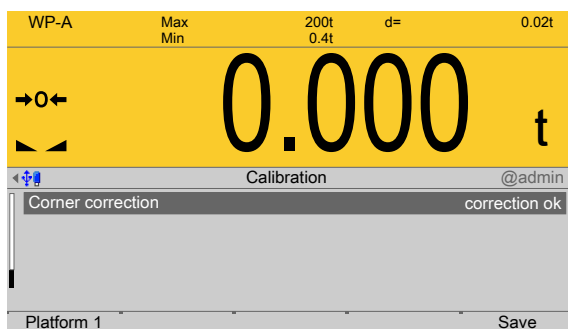 WP-A Max 200t d= 0.02t
Min 0.4t
→0← 0.000 t
Calibration @admin
Corner correction correction ok
Platform 1 Save